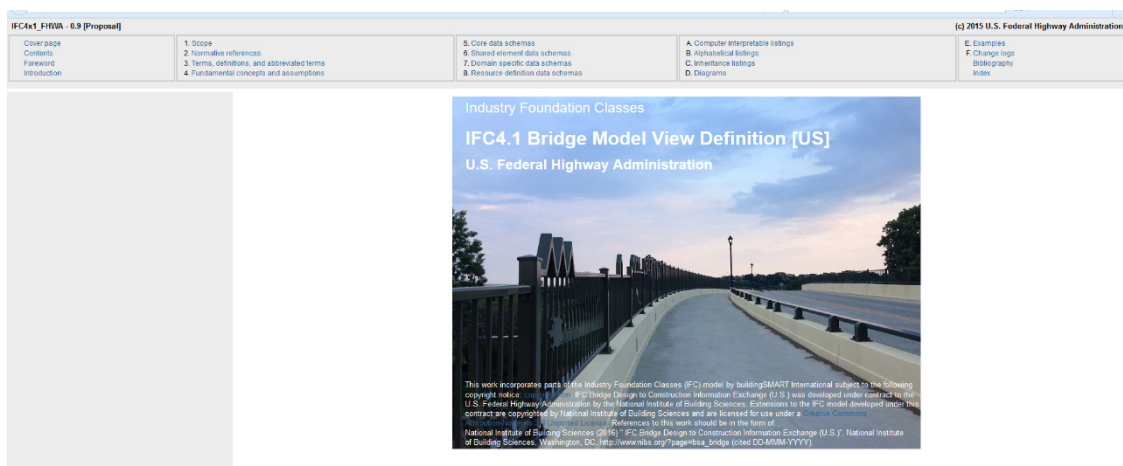 IFC4x1_FHWA - 0.9 [Proposal]
(c) 2015 U.S. Federal Highway Administration
Cover page
Contents
Foreword
Introduction
1. Scope
2. Normative references
3. Terms, definitions, and abbreviated terms
4. Fundamental concepts and assumptions
5. Core data schemas
6. Shared element data schemas
7. Domain specific data schemas
8. Resource definition data schemas
A. Computer interpretable listings
B. Alphabetical listings
C. Inheritance listings
D. Diagrams
E. Examples
F. Change logs
Bibliography
Index
Industry Foundation Classes
IFC4.1 Bridge Model View Definition [US]
U.S. Federal Highway Administration
This work incorporates parts of the Industry Foundation Classes (IFC) model by buildingSMART International subject to the following
copyright notice: IFC Bridge Design to Construction Information Exchange (U.S.) was developed under contract to the
U.S. Federal Highway Administration by the National Institute of Building Sciences. Extensions to the IFC model developed under this
contract are copyrighted by National Institute of Building Sciences and are licensed for use under a Creative Commons
Unported License. References to this work should be in the form of:
National Institute of Building Sciences (2016) " IFC Bridge Design to Construction Information Exchange (U.S.)", National Institute
of Building Sciences, Washington, DC, http://www.nibs.org/?page=bsa_bridge (cited DD-MMM-YYYY).